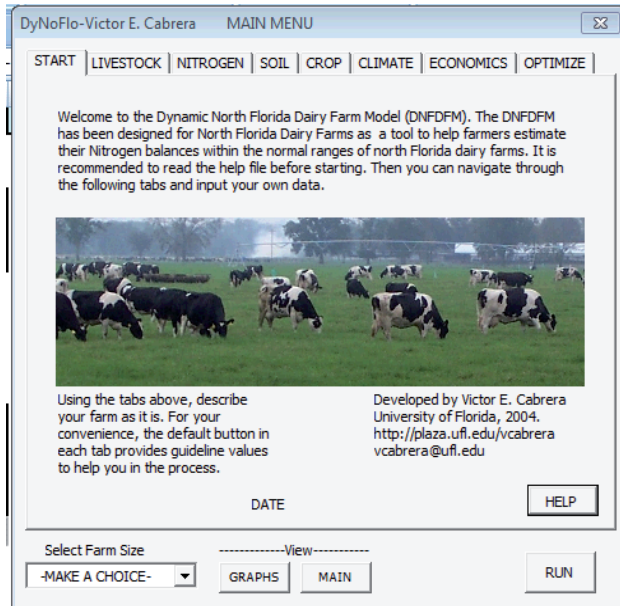 DyNoFlo-Victor E. Cabrera MAIN MENU
START LIVESTOCK NITROGEN SOIL CROP CLIMATE ECONOMICS OPTIMIZE
Welcome to the Dynamic North Florida Dairy Farm Model (DNFDFM). The DNFDFM
has been designed for North Florida Dairy Farms as a tool to help farmers estimate
their Nitrogen balances within the normal ranges of north Florida dairy farms. It is
recommended to read the help file before starting. Then you can navigate through
the following tabs and input your own data.
Using the tabs above, describe
your farm as it is. For your
convenience, the default button in
each tab provides guideline values
to help you in the process.
Developed by Victor E. Cabrera
University of Florida, 2004.
http://plaza.ufl.edu/vcabrera
vcabrera@ufl.edu
DATE
HELP
Select Farm Size
-MAKE A CHOICE-
-------------View-----------
GRAPHS
MAIN
RUN